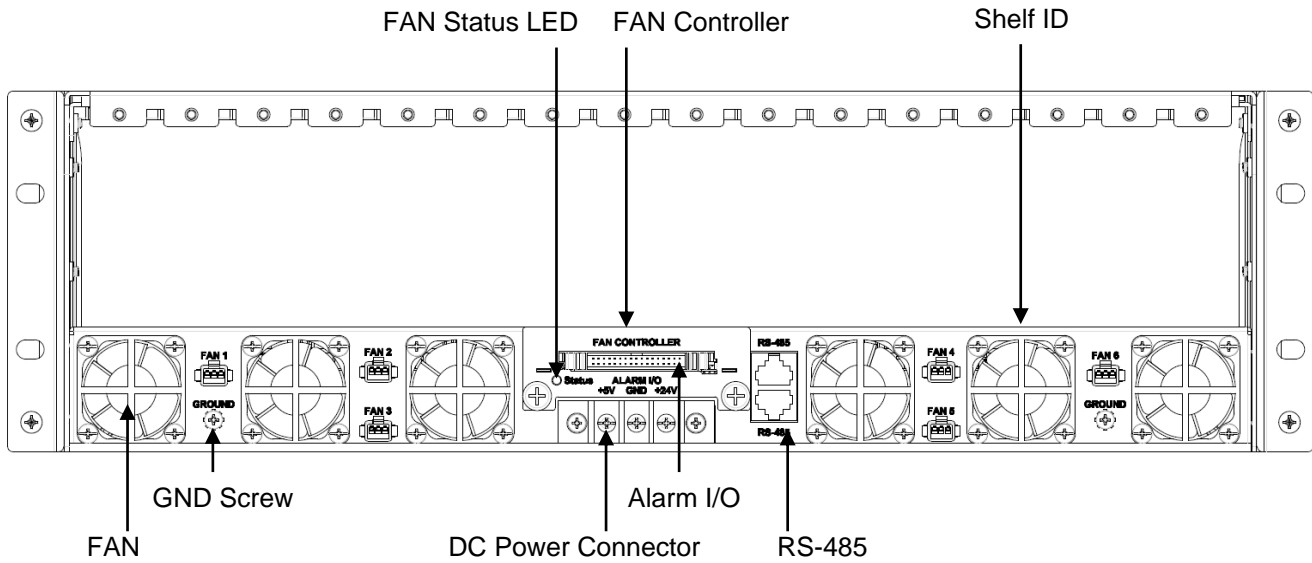 FAN Status LED
FAN Controller
Shelf ID
FAN CONTROLLER
RS-485
FAN 1
FAN 2
FAN 4
FAN 6
Status
ALARM I/O
+5V GND +24V
GROUND
FAN 3
FAN 5
GROUND
RS-485
GND Screw
Alarm I/O
FAN
DC Power Connector
RS-485